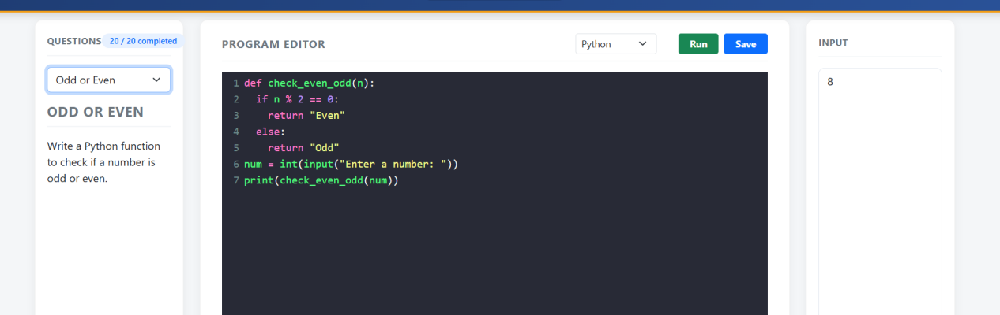 QUESTIONS 20 / 20 completed
Odd or Even
ODD OR EVEN
Write a Python function
to check if a number is
odd or even.
PROGRAM EDITOR Python Run Save
1 def check_even_odd(n):
2   if n % 2 == 0:
3     return "Even"
4   else:
5     return "Odd"
6 num = int(input("Enter a number: "))
7 print(check_even_odd(num))
INPUT
8